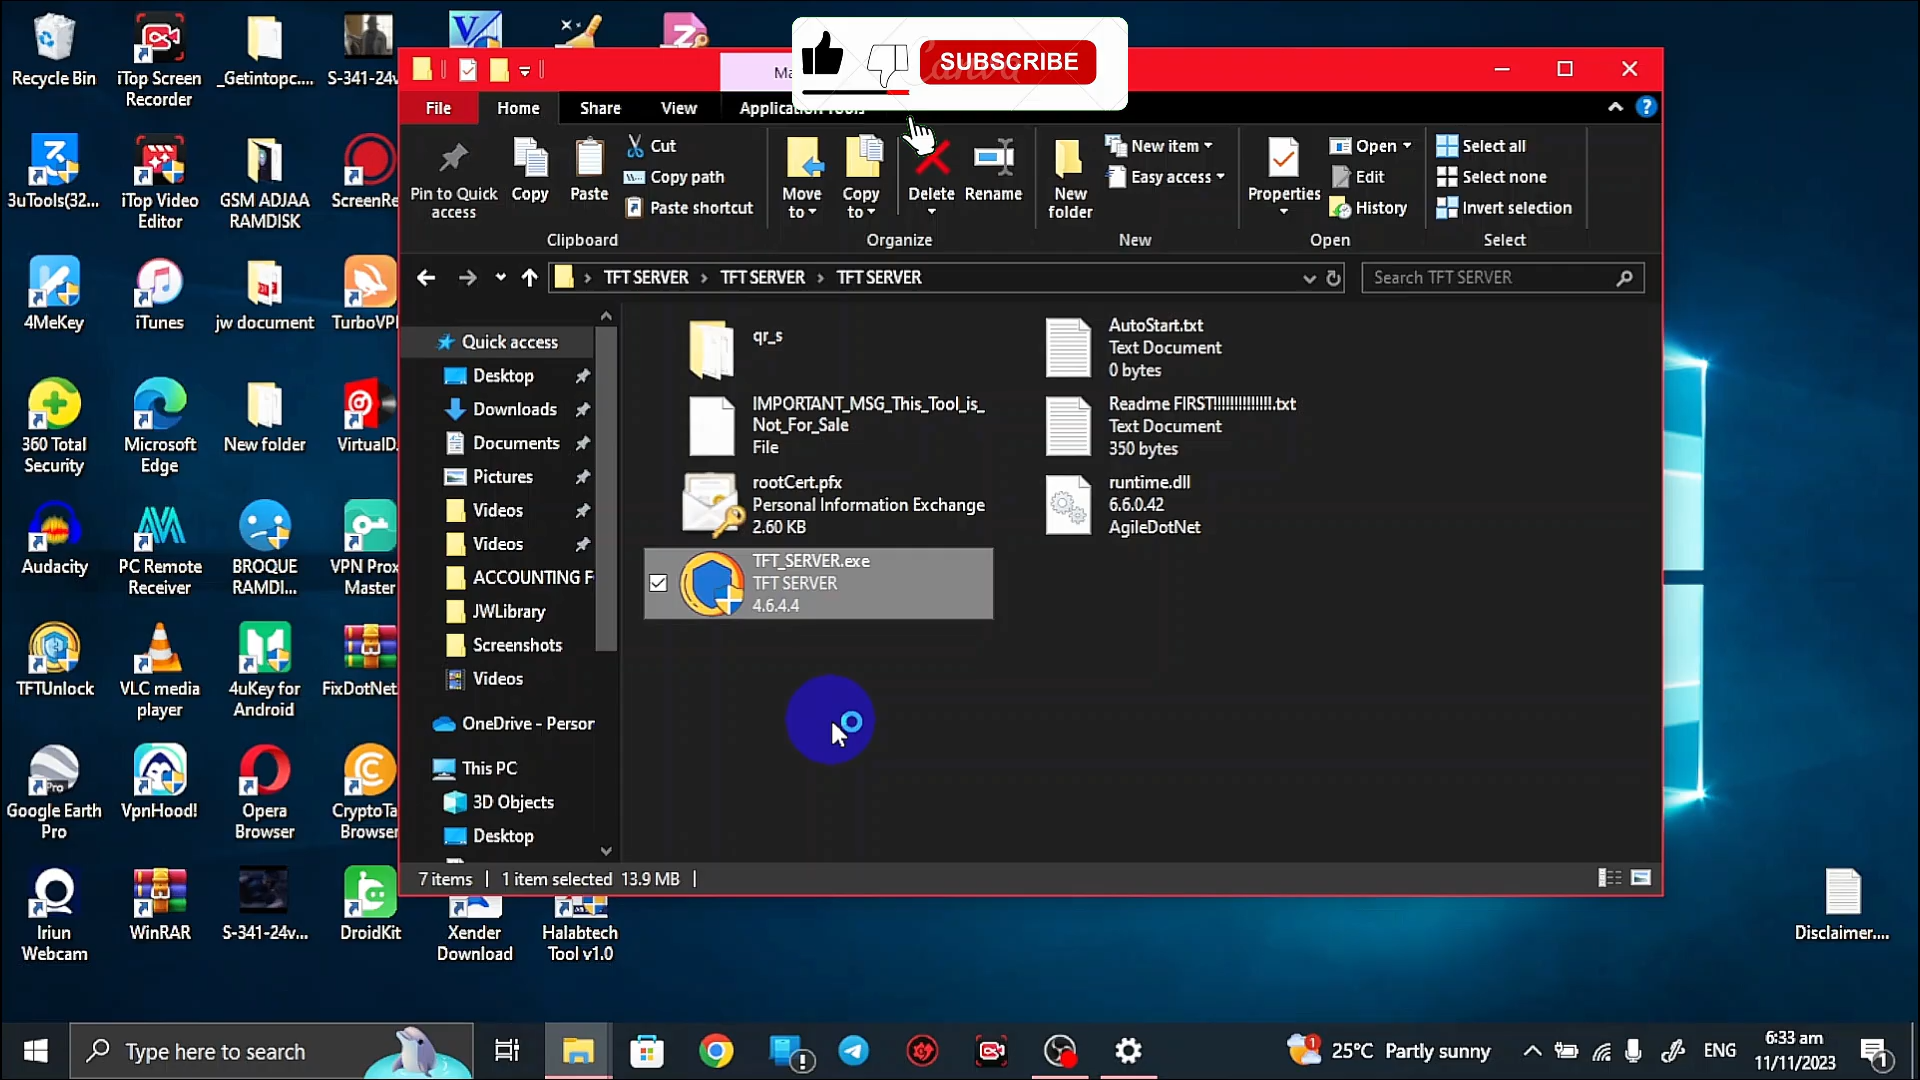 Recycle Bin
iTop Screen
Recorder
_Getintopc....
S-341-24v
Ma
SUBSCRIBE
File
Home
Share
View
Application Tools
Pin to Quick
access
Copy
Paste
Cut
Copy path
Paste shortcut
Clipboard
Move
to
Copy
to
Delete
Rename
Organize
New
folder
New item
Easy access
New
Properties
Open
Edit
History
Open
Select all
Select none
Invert selection
Select
TFT SERVER
TFT SERVER
TFT SERVER
Search TFT SERVER
Quick access
Desktop
Downloads
Documents
Pictures
Videos
Videos
ACCOUNTING F
JWLibrary
Screenshots
Videos
OneDrive - Person
This PC
3D Objects
Desktop
qr_s
IMPORTANT_MSG_This_Tool_is_
Not_For_Sale
File
rootCert.pfx
Personal Information Exchange
2.60 KB
TFT_SERVER.exe
TFT SERVER
4.6.4.4
AutoStart.txt
Text Document
0 bytes
Readme FIRST!!!!!!!!!!!!!!.txt
Text Document
350 bytes
runtime.dll
6.6.0.42
AgileDotNet
7 items
1 item selected 13.9 MB
3uTools(32...
iTop Video
Editor
GSM ADJAA
RAMDISK
ScreenRe
4MeKey
iTunes
jw document
TurboVP
360 Total
Security
Microsoft
Edge
New folder
VirtualD.
Audacity
PC Remote
Receiver
BROQUE
RAMDI...
VPN Prox
Master
TFTUnlock
VLC media
player
4uKey for
Android
FixDotNet
Google Earth
Pro
VpnHood!
Opera
Browser
CryptoTa
Browser
Iriun
Webcam
WinRAR
S-341-24v...
DroidKit
Xender
Download
Halabtech
Tool v1.0
Disclaimer....
Type here to search
25°C Partly sunny
ENG
6:33 am
11/11/2023
1